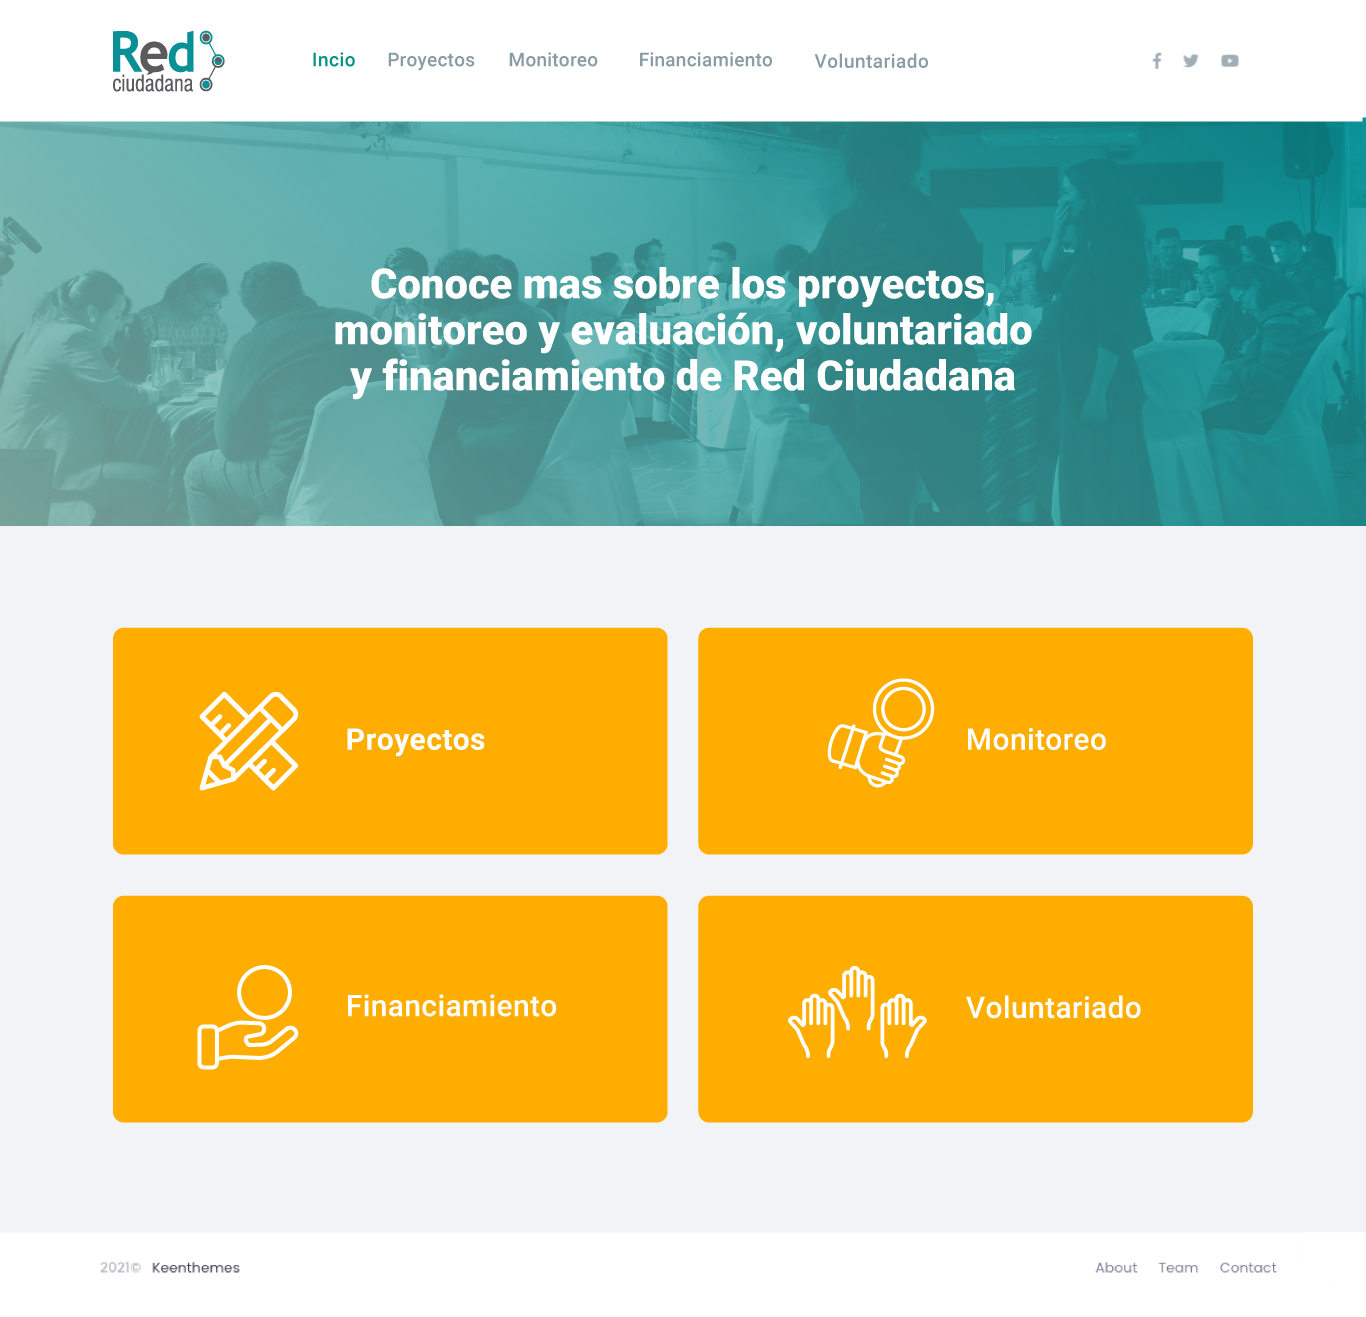 Red
ciudadana
Incio Proyectos Monitoreo Financiamiento Voluntariado
Conoce mas sobre los proyectos,
monitoreo y evaluación, voluntariado
y financiamiento de Red Ciudadana
Proyectos
Monitoreo
Financiamiento
Voluntariado
2021© Keenthemes
About Team Contact